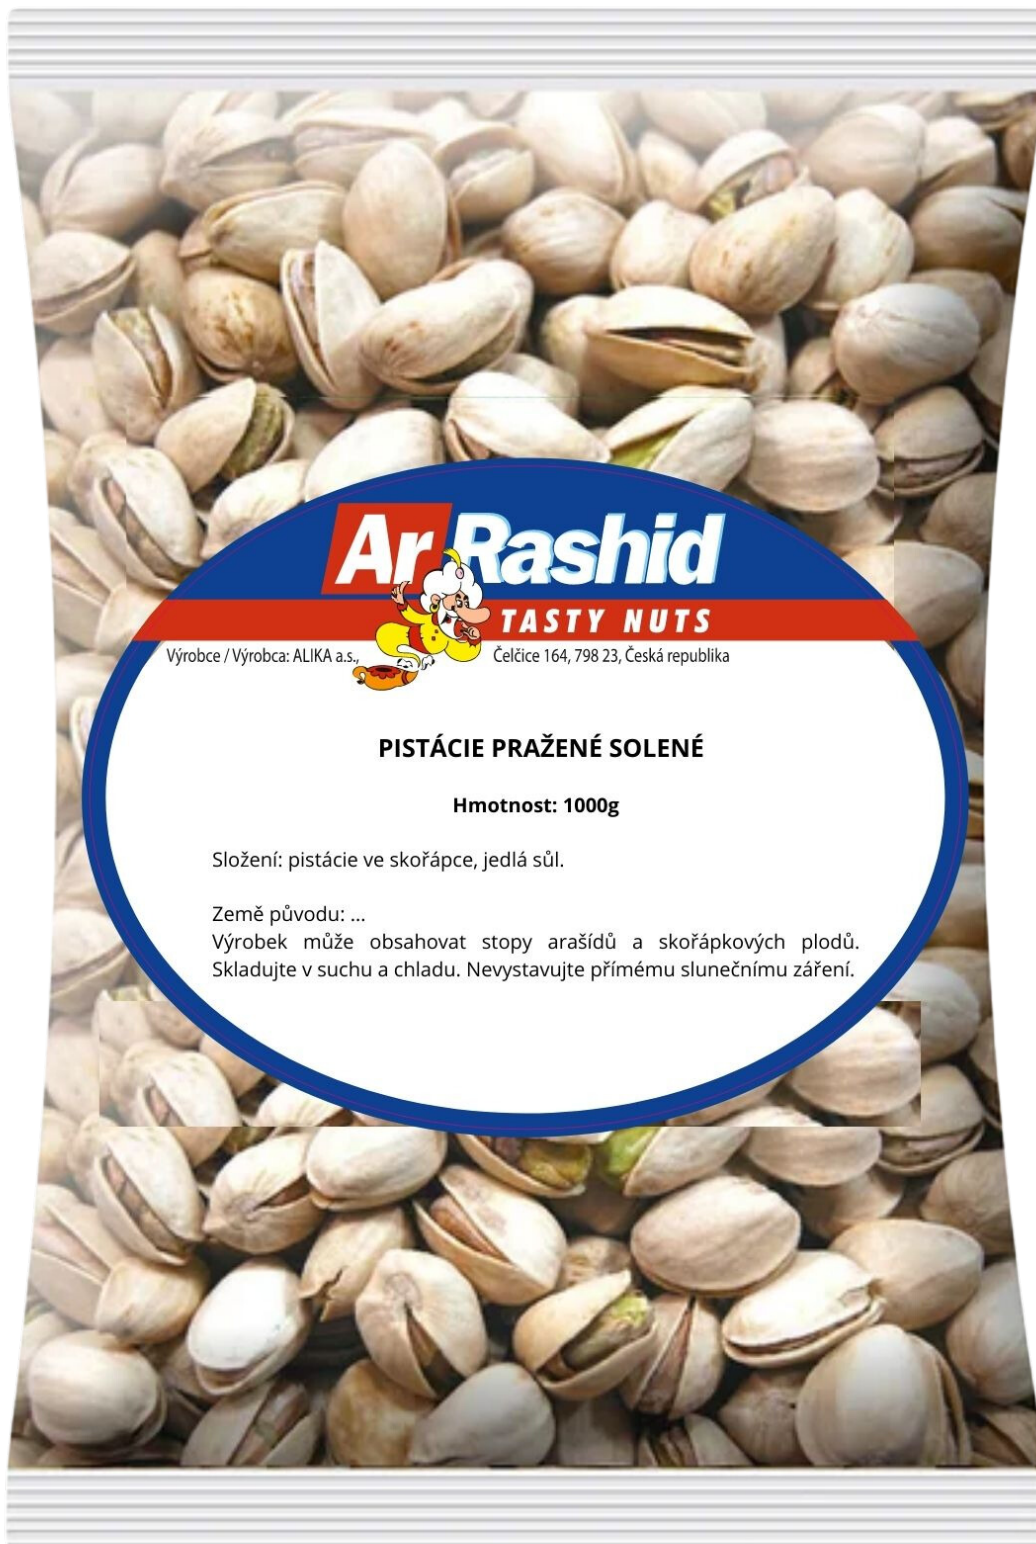 Ar Rashid
TASTY NUTS
Výrobce / Výrobca: ALIKA a.s., Čelčice 164, 798 23, Česká republika
PISTÁCIE PRAŽENÉ SOLENÉ
Hmotnost: 1000g
Složení: pistácie ve skořápce, jedlá sůl.
Země původu: ...
Výrobek může obsahovat stopy arašídů a skořápkových plodů.
Skladujte v suchu a chladu. Nevystavujte přímému slunečnímu záření.